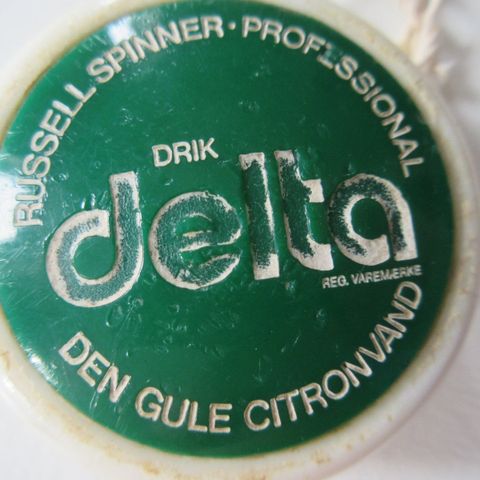 RUSSELL SPINNER · PROFESSIONAL
DRIK
delta
REG. VAREMÆRKE
DEN GULE CITRONVAND